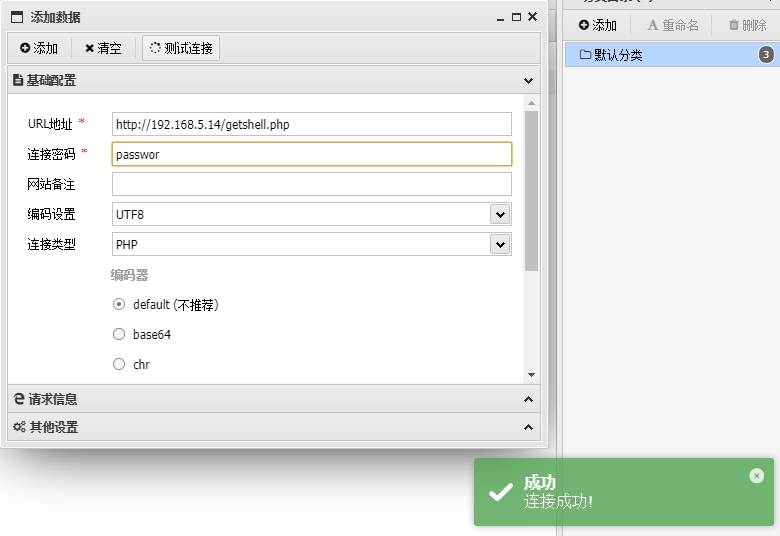 添加数据
添加 清空 测试连接
基础配置
URL地址 * http://192.168.5.14/getshell.php
连接密码 * passwor
网站备注
编码设置 UTF8
连接类型 PHP
编码器
default (不推荐)
base64
chr
请求信息
其他设置
添加 重命名 删除
默认分类 3
成功
连接成功!